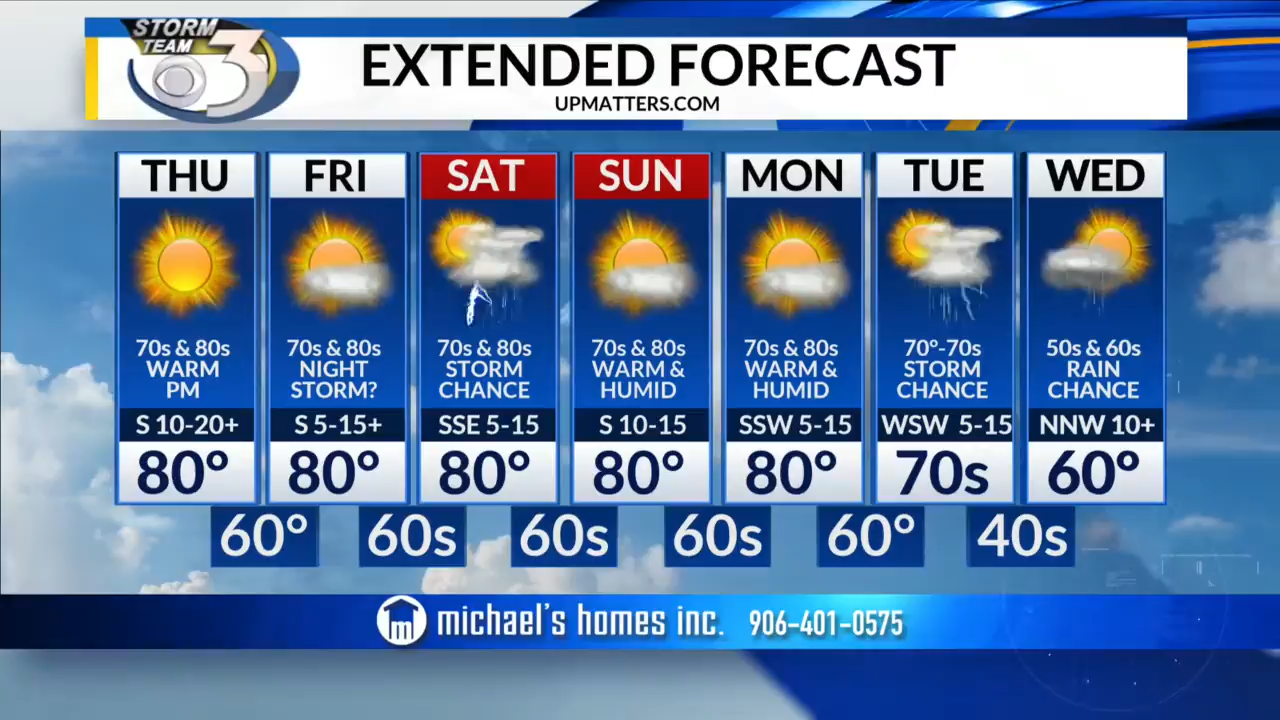 STORM
TEAM
3
EXTENDED FORECAST
UPMATTERS.COM
THU
70s & 80s
WARM
PM
S 10-20+
80°
FRI
70s & 80s
NIGHT
STORM?
S 5-15+
80°
SAT
70s & 80s
STORM
CHANCE
SSE 5-15
80°
SUN
70s & 80s
WARM &
HUMID
S 10-15
80°
MON
70s & 80s
WARM &
HUMID
SSW 5-15
80°
TUE
70°-70s
STORM
CHANCE
WSW 5-15
70s
WED
50s & 60s
RAIN
CHANCE
NNW 10+
60°
60° 60s 60s 60s 60° 40s
m michael's homes inc. 906-401-0575